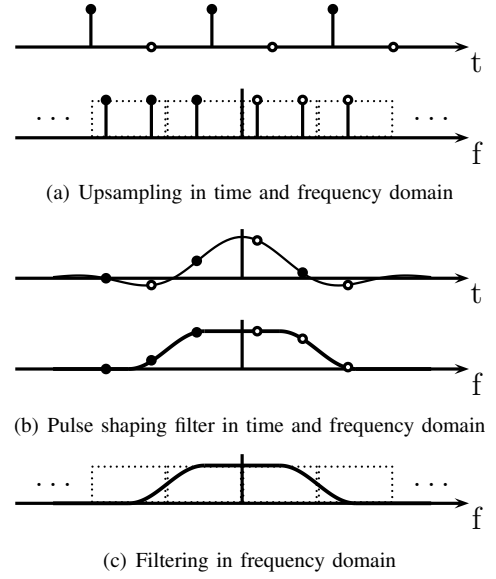 t
. . .
. . .
f
(a) Upsampling in time and frequency domain
t
f
(b) Pulse shaping filter in time and frequency domain
. . .
. . .
f
(c) Filtering in frequency domain